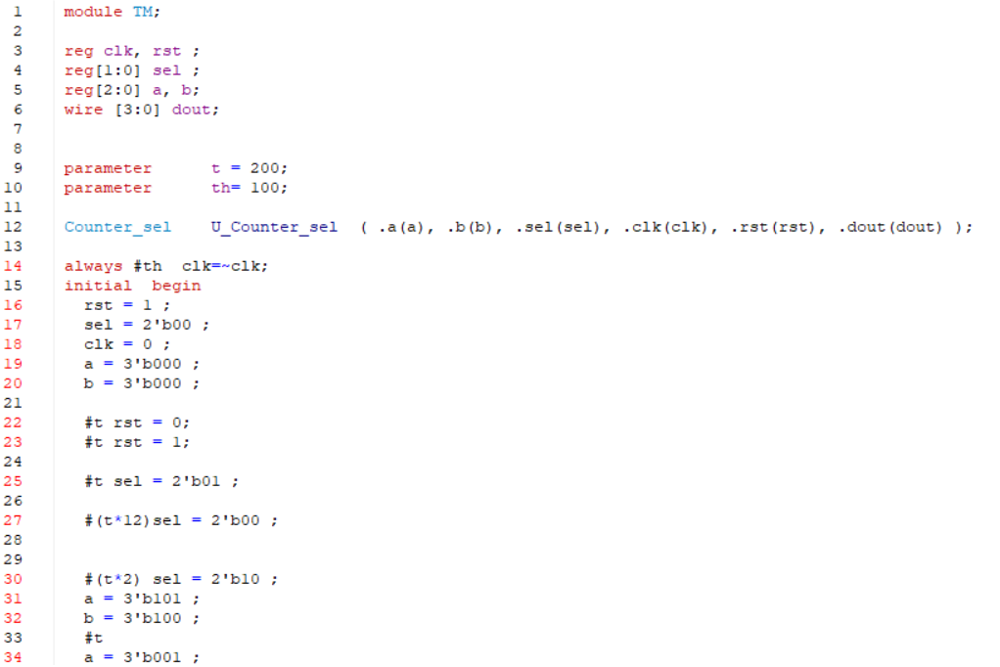 1 module TM;
2
3 reg clk, rst ;
4 reg[1:0] sel ;
5 reg[2:0] a, b;
6 wire [3:0] dout;
7
8
9 parameter      t = 200;
10 parameter      th= 100;
11
12 Counter_sel    U_Counter_sel  ( .a(a), .b(b), .sel(sel), .clk(clk), .rst(rst), .dout(dout) );
13
14 always #th  clk=~clk;
15 initial  begin
16   rst = 1 ;
17   sel = 2'b00 ;
18   clk = 0 ;
19   a = 3'b000 ;
20   b = 3'b000 ;
21
22   #t rst = 0;
23   #t rst = 1;
24
25   #t sel = 2'b01 ;
26
27   #(t*12)sel = 2'b00 ;
28
29
30   #(t*2) sel = 2'b10 ;
31   a = 3'b101 ;
32   b = 3'b100 ;
33   #t
34   a = 3'b001 ;